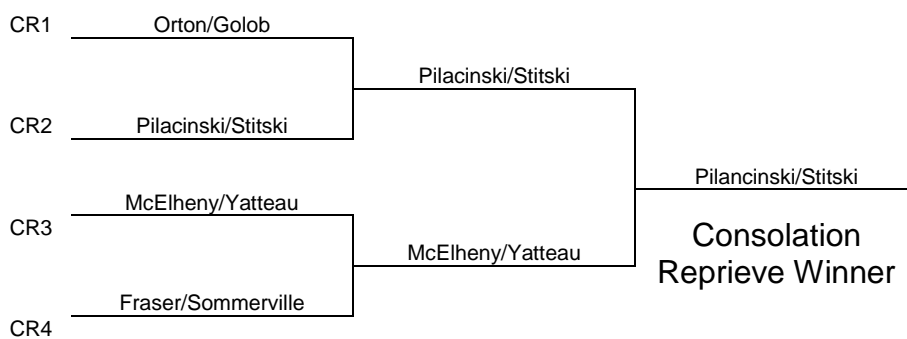 CR1 Orton/Golob
Pilacinski/Stitski
CR2 Pilacinski/Stitski
Pilancinski/Stitski
McElheny/Yatteau
CR3
Consolation
Reprieve Winner
McElheny/Yatteau
Fraser/Sommerville
CR4